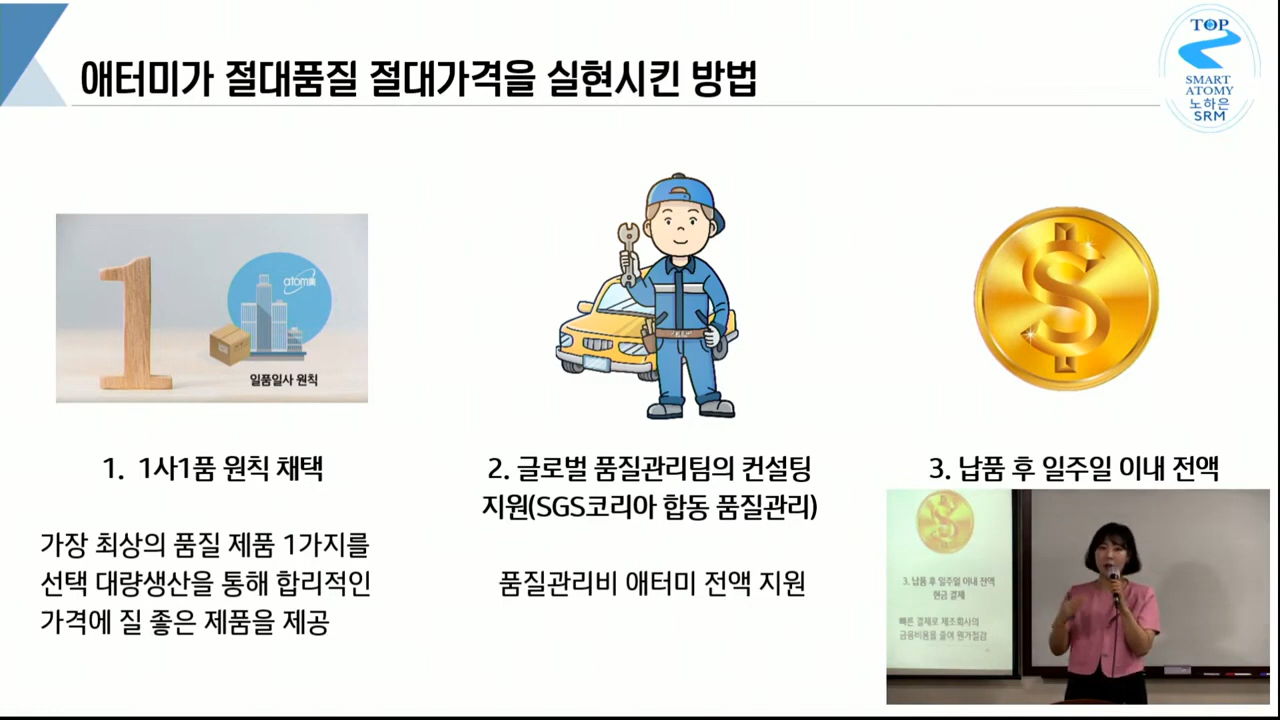 애터미가 절대품질 절대가격을 실현시킨 방법
TOP
SMART
ATOMY
노하은
SRM
atom美
일품일사 원칙
1. 1사1품 원칙 채택
가장 최상의 품질 제품 1가지를
선택 대량생산을 통해 합리적인
가격에 질 좋은 제품을 제공
2. 글로벌 품질관리팀의 컨설팅
지원(SGS코리아 합동 품질관리)
품질관리비 애터미 전액 지원
3. 납품 후 일주일 이내 전액
3. 납품 후 일주일 이내 전액
현금 결제
빠른 결제로 제조회사의
금융비용을 줄여 원가절감